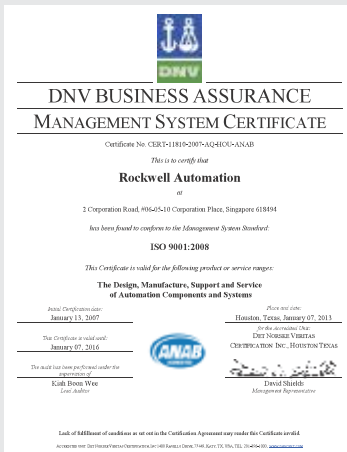 DNV
DNV BUSINESS ASSURANCE
MANAGEMENT SYSTEM CERTIFICATE
Certificate No. CERT-11810-2007-AQ-HOU-ANAB
This is to certify that
Rockwell Automation
at
2 Corporation Road, #06-05-10 Corporation Place, Singapore 618494
has been found to conform to the Management System Standard:
ISO 9001:2008
This Certificate is valid for the following product or service ranges:
The Design, Manufacture, Support and Service
of Automation Components and Systems
Initial Certification date:
January 13, 2007
This Certificate is valid until:
January 07, 2016
The audit has been performed under the
supervision of
Kiah Boon Wee
Lead Auditor
ANAB
Place and date:
Houston, Texas, January 07, 2013
for the Accredited Unit:
DET NORSKE VERITAS
CERTIFICATION INC., HOUSTON TEXAS
David Shields
Management Representative
Lack of fulfillment of conditions as set out in the Certification Agreement may render this Certificate invalid.